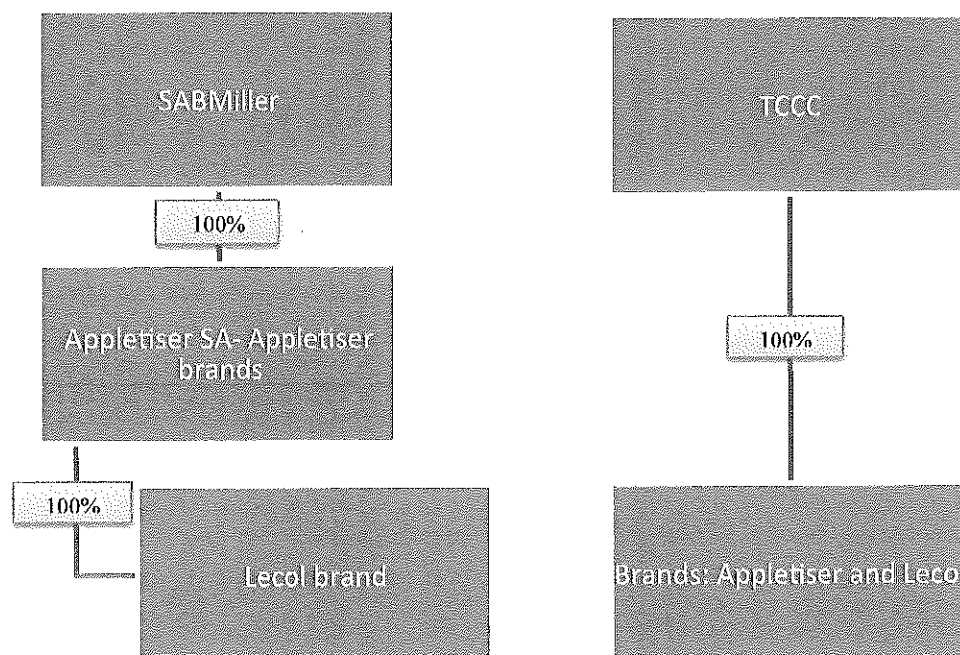 SABMiller
100%
Appletiser SA- Appletiser
brands
100%
Lecol brand
TCCC
100%
Brands: Appletiser and Leco